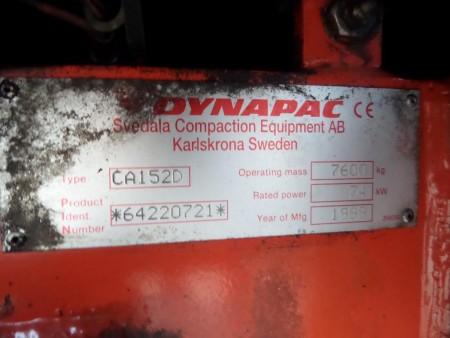 DYNAPAC CE
Svedala Compaction Equipment AB
Karlskrona Sweden
Type CA152D
Operating mass 7600 kg
Product Ident. Number *64220721*
Rated power 74 kW
Year of Mfg 1999